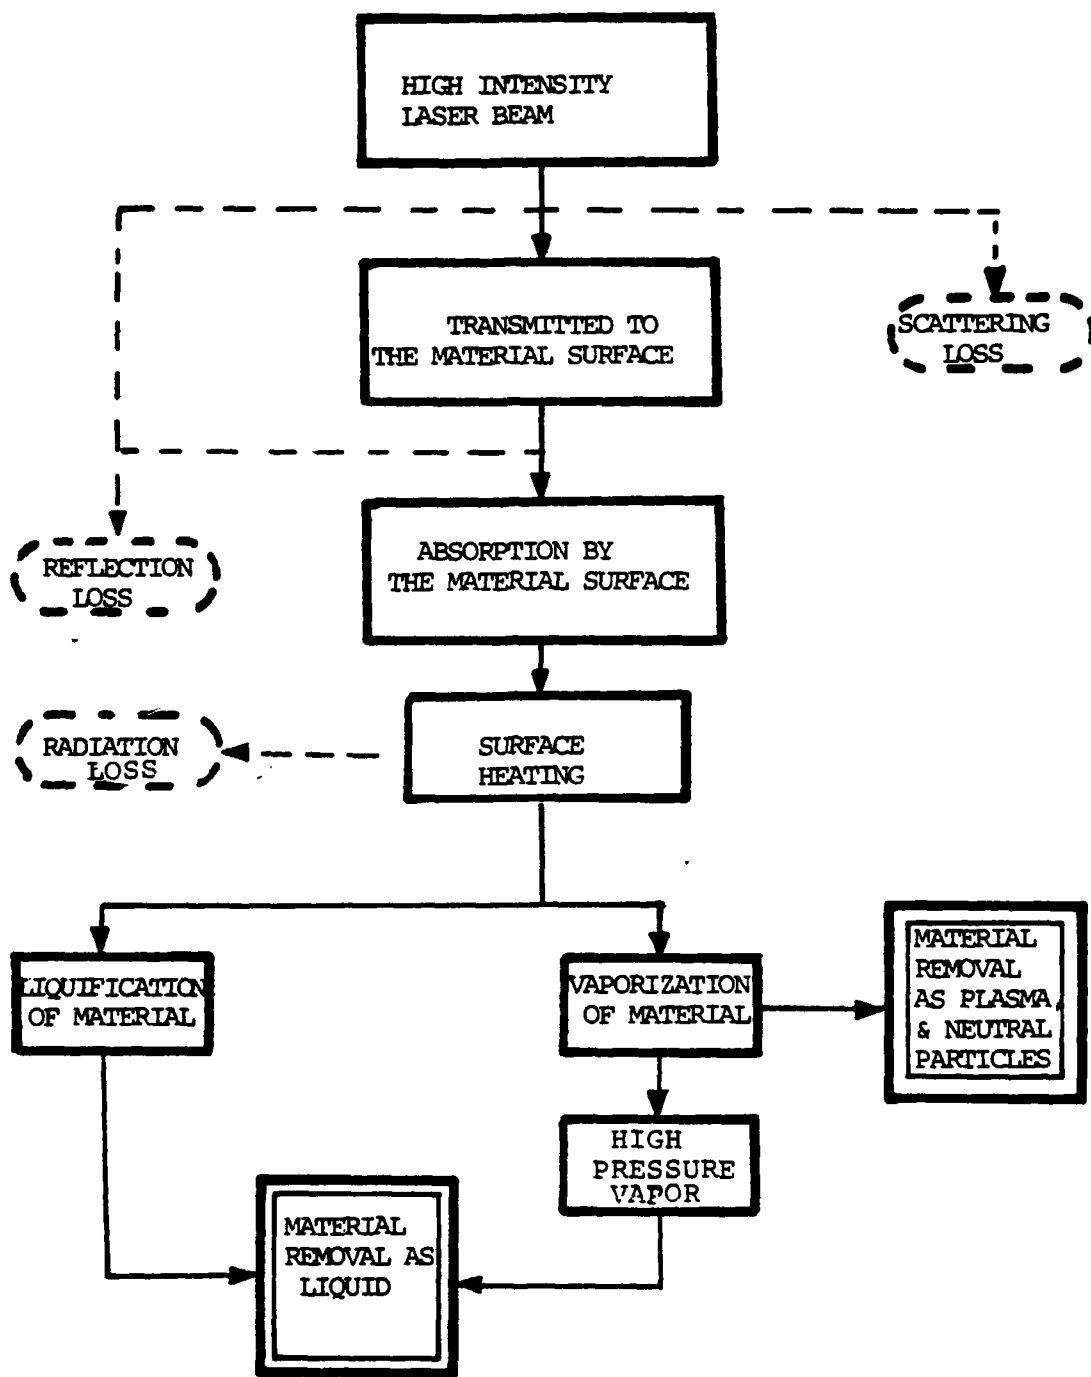 HIGH INTENSITY
LASER BEAM
TRANSMITTED TO
THE MATERIAL SURFACE
SCATTERING
LOSS
ABSORPTION BY
THE MATERIAL SURFACE
REFLECTION
LOSS
SURFACE
HEATING
RADIATION
LOSS
LIQUIFICATION
OF MATERIAL
VAPORIZATION
OF MATERIAL
MATERIAL
REMOVAL
AS PLASMA
& NEUTRAL
PARTICLES
HIGH
PRESSURE
VAPOR
MATERIAL
REMOVAL AS
LIQUID